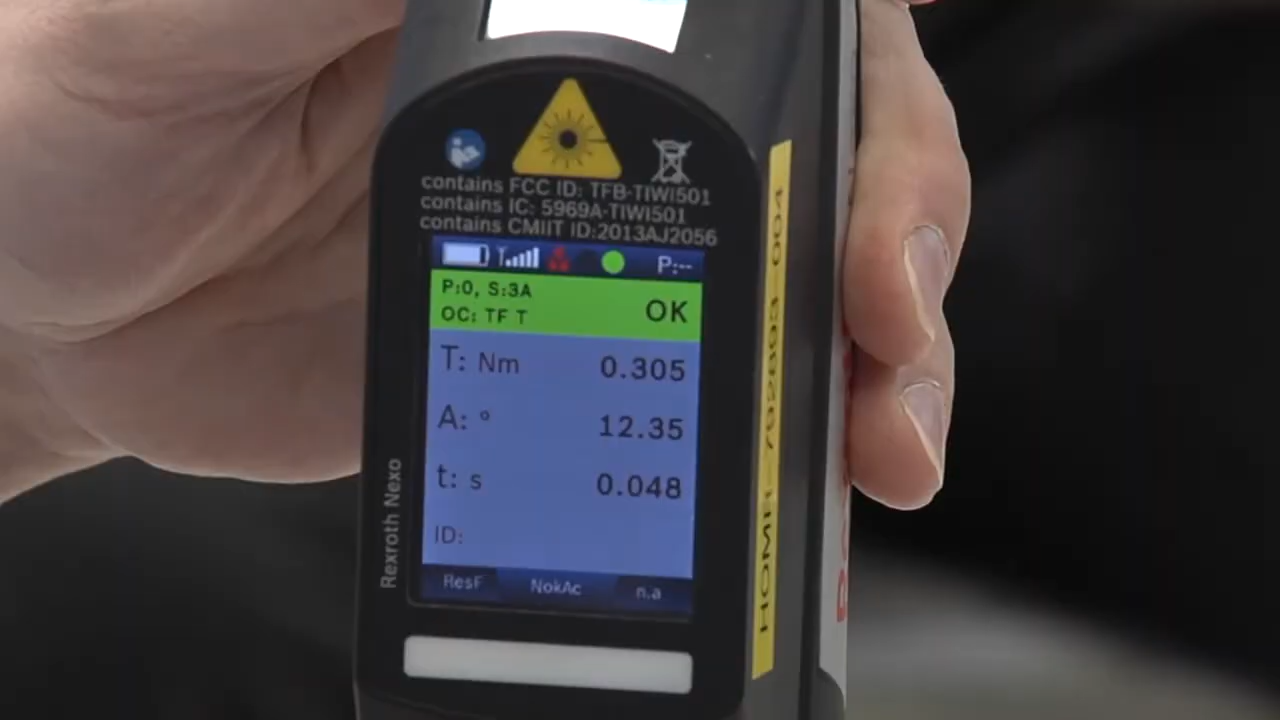 contains FCC ID: TFB-TIWI501
contains IC: 5969A-TIWI501
contains CMIIT ID:2013AJ2056
P:--
P:0, S:3A
OK
OC: TF T
T: Nm 0.305
A: ° 12.35
t: s 0.048
ID:
ResF NokAc n.a
Rexroth Nexo